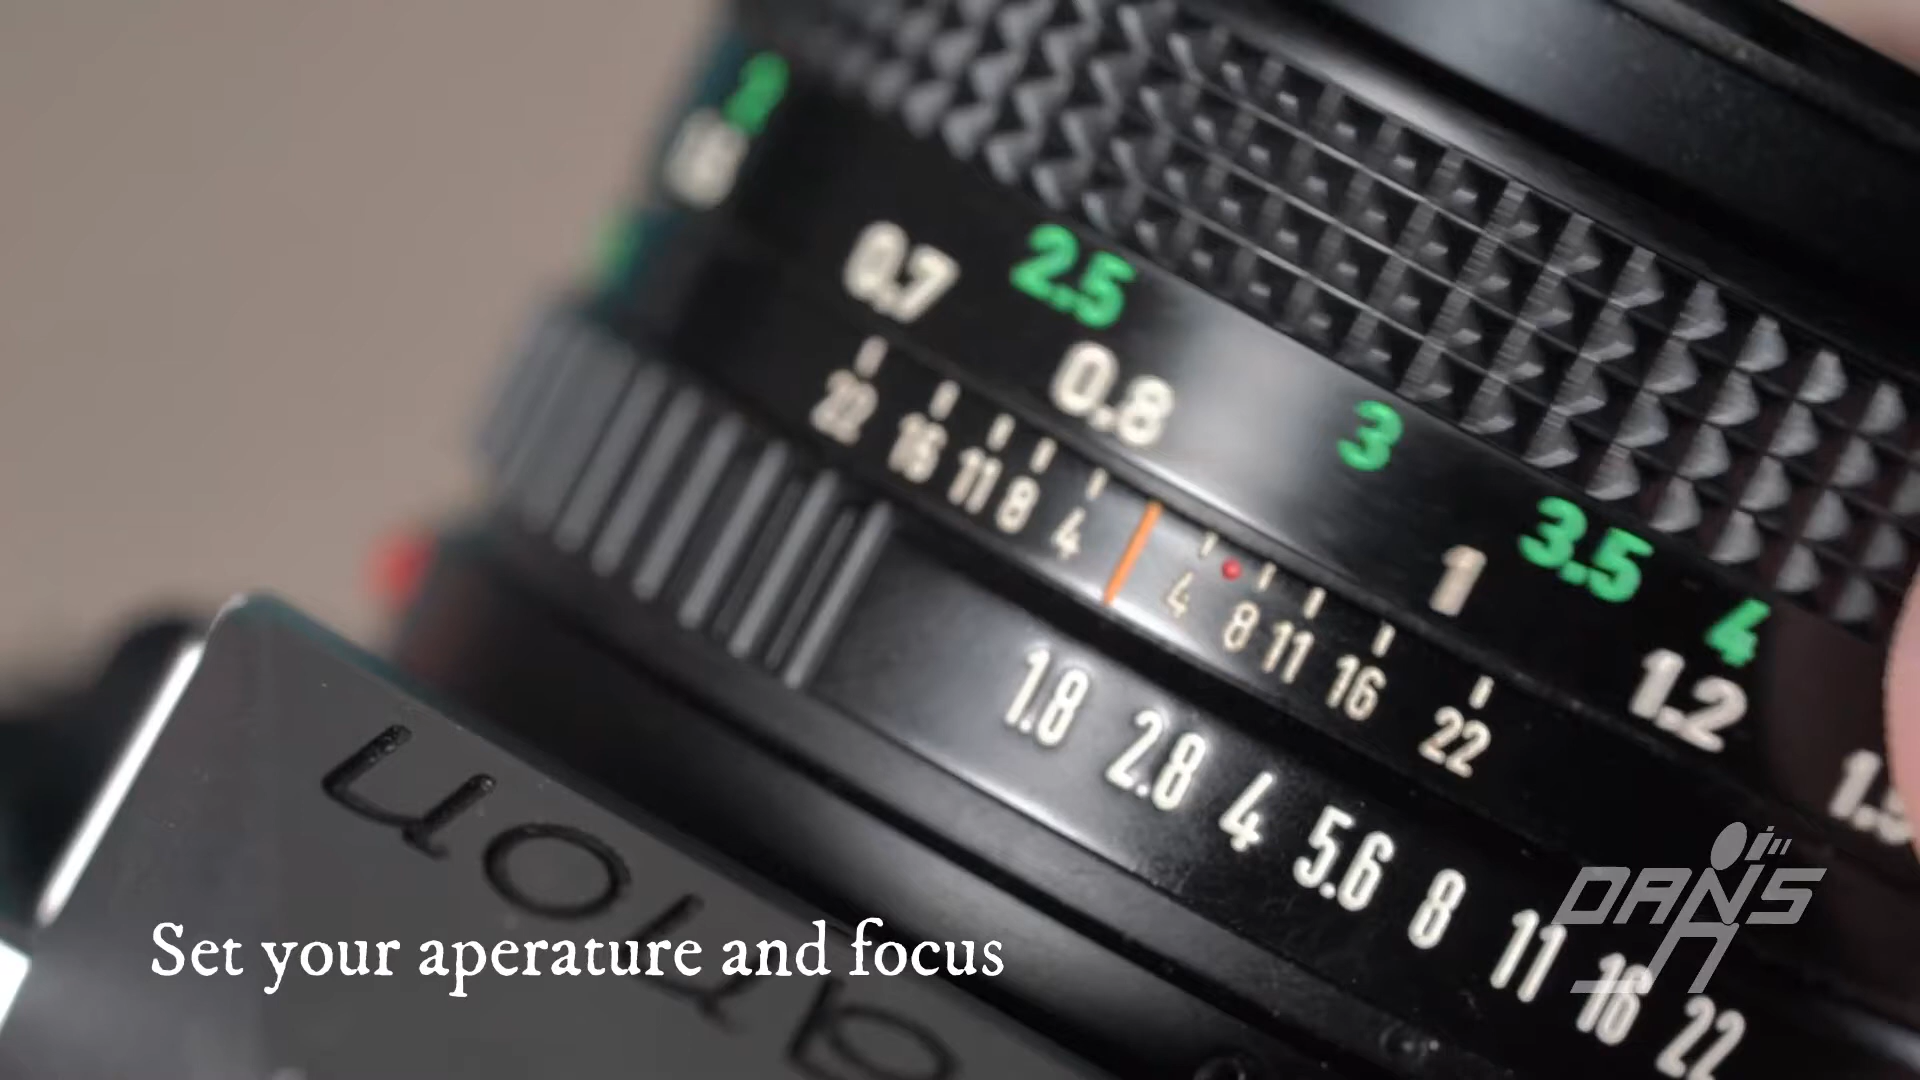 2.5 3 3.5 4
0.7 0.8 1 1.2
22 16 11 8 4 4 8 11 16 22
1.8 2.8 4 5.6 8 11 16 22
anon
Set your aperature and focus
DANS